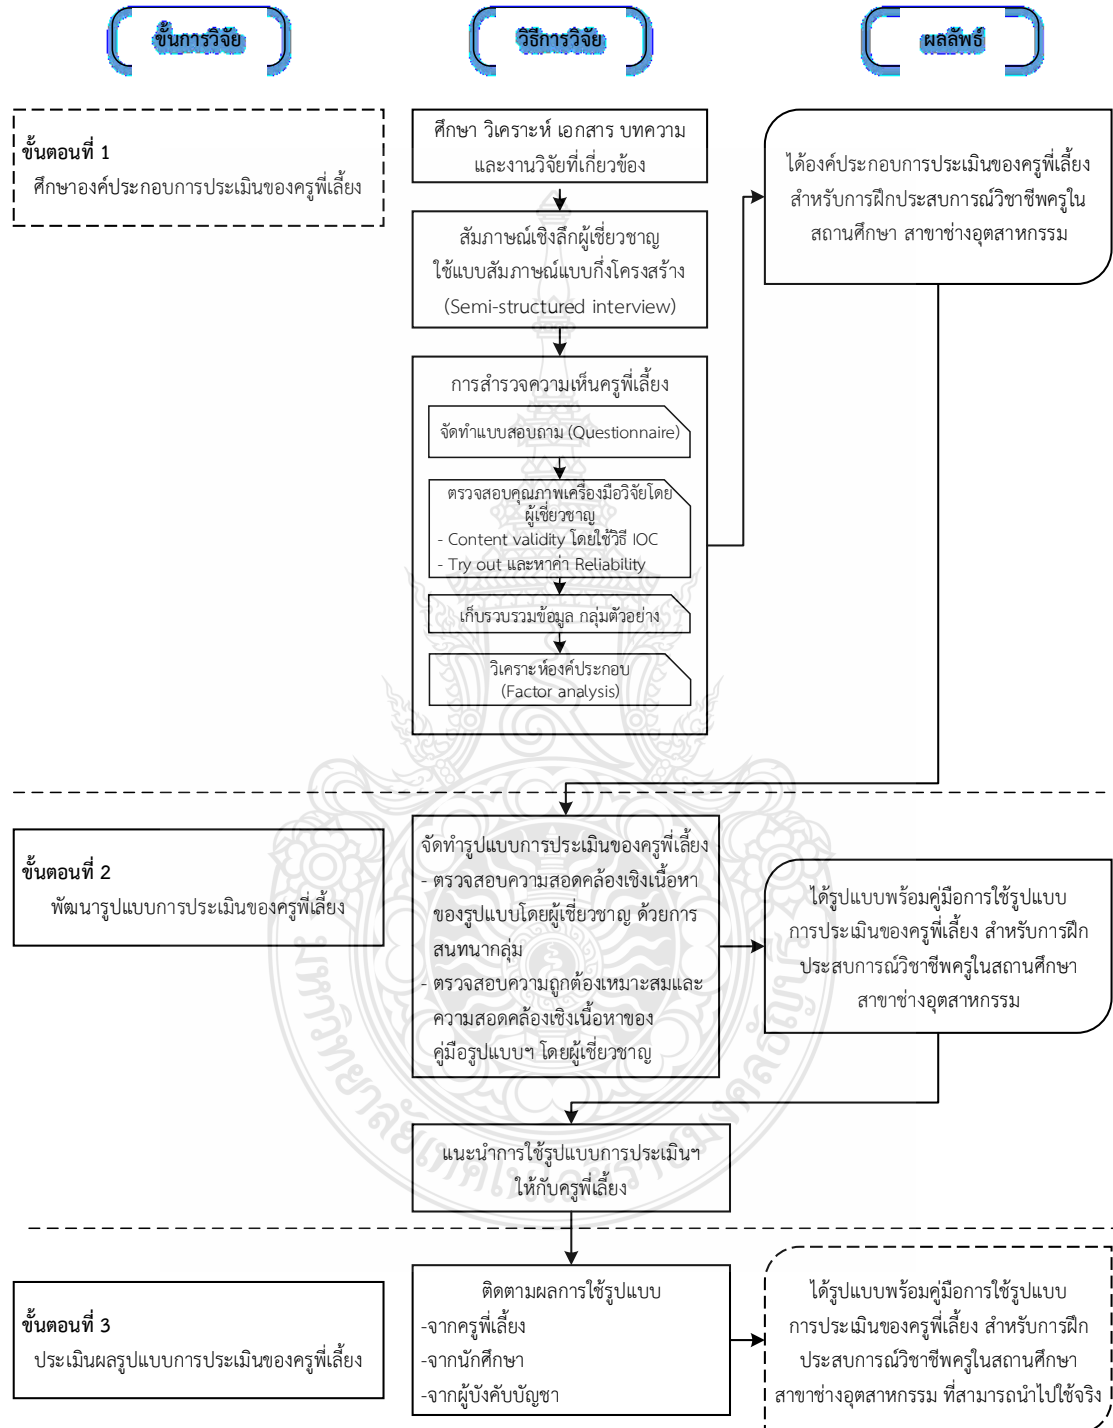 ขั้นการวิจัย
วิธีการวิจัย
ผลลัพธ์
ขั้นตอนที่ 1
ศึกษาองค์ประกอบการประเมินของครูพี่เลี้ยง
ศึกษา วิเคราะห์ เอกสาร บทความ
และงานวิจัยที่เกี่ยวข้อง
สัมภาษณ์เชิงลึกผู้เชี่ยวชาญ
ใช้แบบสัมภาษณ์แบบกึ่งโครงสร้าง
(Semi-structured interview)
การสำรวจความเห็นครูพี่เลี้ยง
จัดทำแบบสอบถาม (Questionnaire)
ตรวจสอบคุณภาพเครื่องมือวิจัยโดย
ผู้เชี่ยวชาญ
- Content validity โดยใช้วิธี IOC
- Try out และหาค่า Reliability
เก็บรวบรวมข้อมูล กลุ่มตัวอย่าง
วิเคราะห์องค์ประกอบ
(Factor analysis)
ได้องค์ประกอบการประเมินของครูพี่เลี้ยง
สำหรับการฝึกประสบการณ์วิชาชีพครูใน
สถานศึกษา สาขาช่างอุตสาหกรรม
ขั้นตอนที่ 2
พัฒนารูปแบบการประเมินของครูพี่เลี้ยง
จัดทำรูปแบบการประเมินของครูพี่เลี้ยง
- ตรวจสอบความสอดคล้องเชิงเนื้อหา
ของรูปแบบโดยผู้เชี่ยวชาญ ด้วยการ
สนทนากลุ่ม
- ตรวจสอบความถูกต้องเหมาะสมและ
ความสอดคล้องเชิงเนื้อหาของ
คู่มือรูปแบบฯ โดยผู้เชี่ยวชาญ
ได้รูปแบบพร้อมคู่มือการใช้รูปแบบ
การประเมินของครูพี่เลี้ยง สำหรับการฝึก
ประสบการณ์วิชาชีพครูในสถานศึกษา
สาขาช่างอุตสาหกรรม
แนะนำการใช้รูปแบบการประเมินฯ
ให้กับครูพี่เลี้ยง
มหาวิทยาลัยเทคโนโลยีราชมงคลธัญบุรี
ขั้นตอนที่ 3
ประเมินผลรูปแบบการประเมินของครูพี่เลี้ยง
ติดตามผลการใช้รูปแบบ
-จากครูพี่เลี้ยง
-จากนักศึกษา
-จากผู้บังคับบัญชา
ได้รูปแบบพร้อมคู่มือการใช้รูปแบบ
การประเมินของครูพี่เลี้ยง สำหรับการฝึก
ประสบการณ์วิชาชีพครูในสถานศึกษา
สาขาช่างอุตสาหกรรม ที่สามารถนำไปใช้จริง